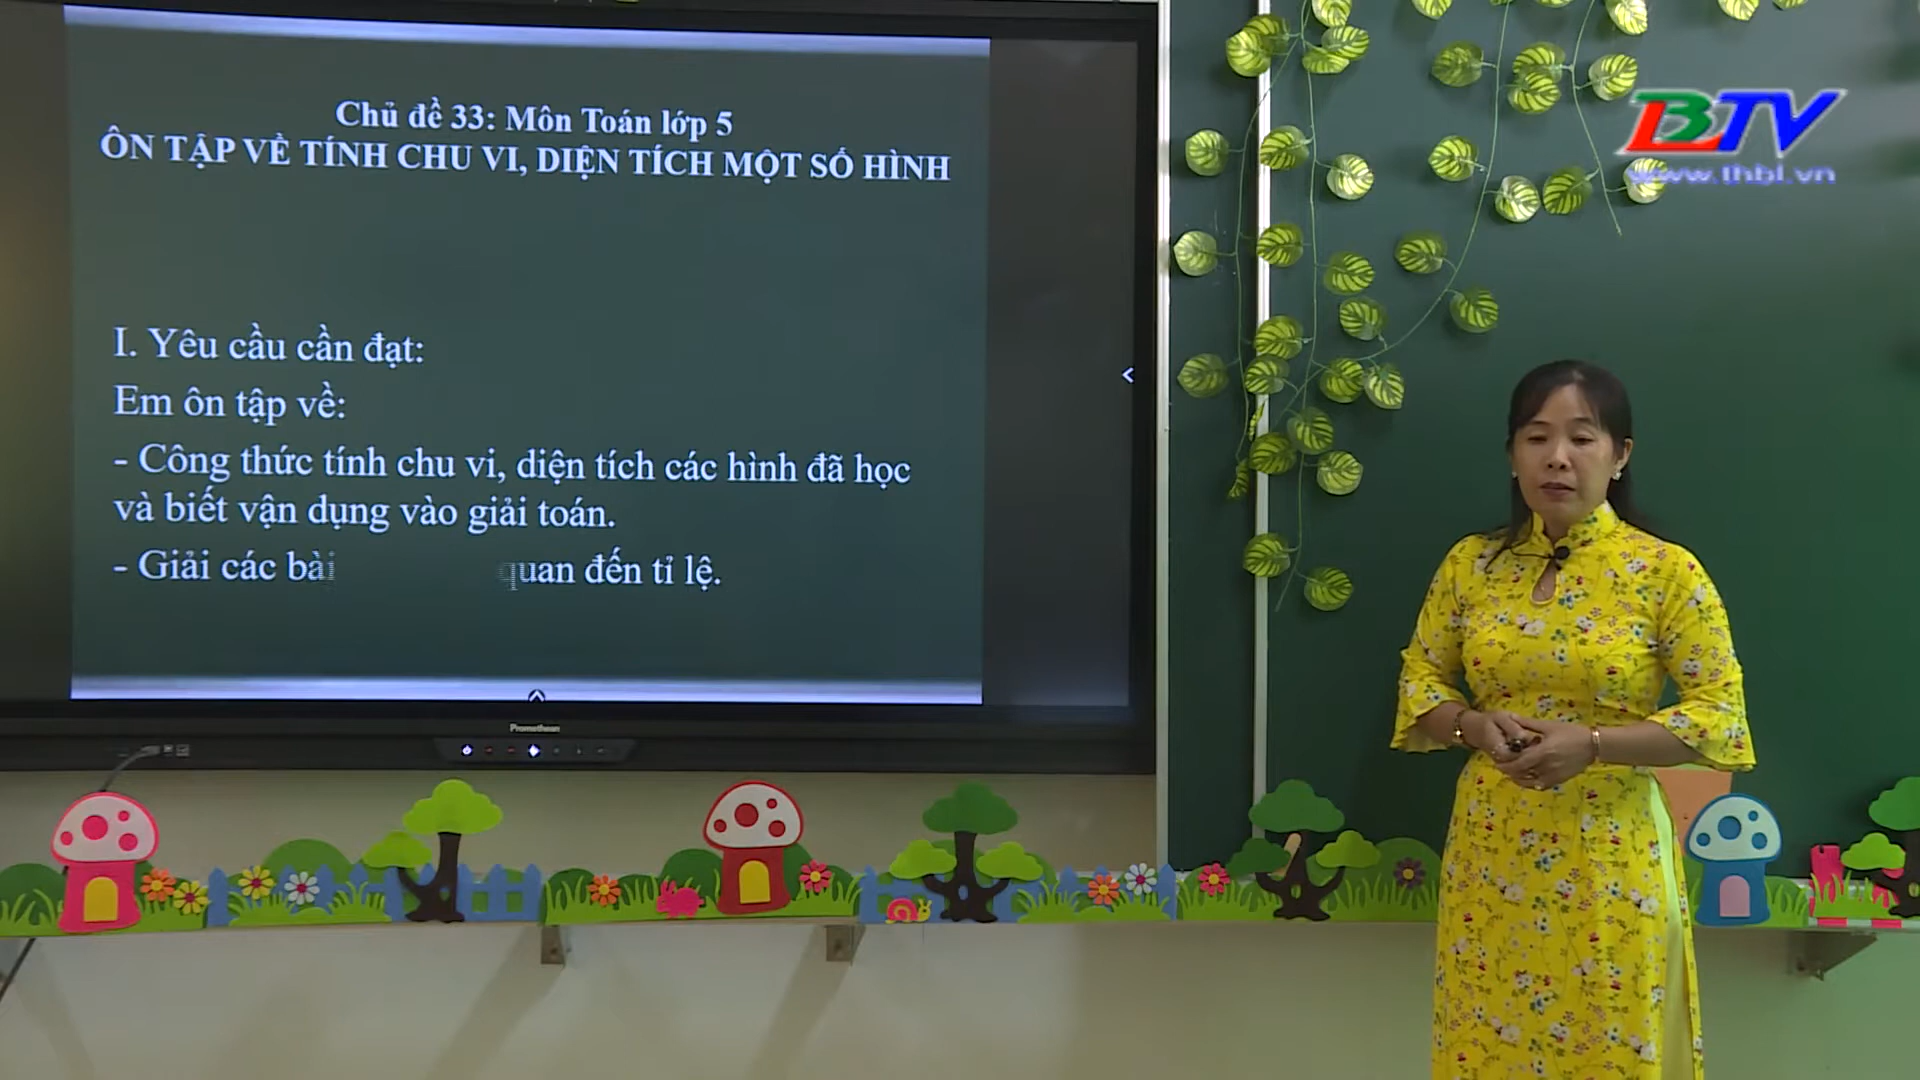 Chủ đề 33: Môn Toán lớp 5
ÔN TẬP VỀ TÍNH CHU VI, DIỆN TÍCH MỘT SỐ HÌNH
I. Yêu cầu cần đạt:
Em ôn tập về:
- Công thức tính chu vi, diện tích các hình đã học
và biết vận dụng vào giải toán.
- Giải các bài quan đến tỉ lệ.
BTV
www.thbl.vn
Promethean